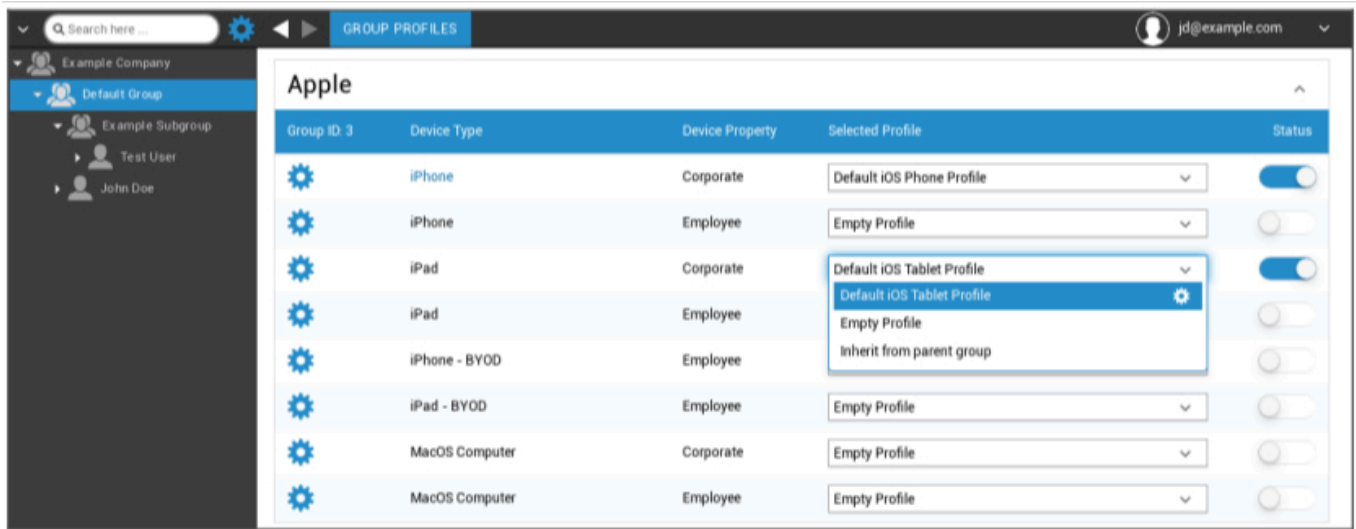 Search here ...
GROUP PROFILES
jd@example.com
Example Company
Default Group
Example Subgroup
Test User
John Doe
Apple
Group ID: 3 Device Type Device Property Selected Profile Status
iPhone Corporate Default iOS Phone Profile
iPhone Employee Empty Profile
iPad Corporate Default iOS Tablet Profile
Default iOS Tablet Profile
iPad Employee Empty Profile
Inherit from parent group
iPhone - BYOD Employee
iPad - BYOD Employee Empty Profile
MacOS Computer Corporate Empty Profile
MacOS Computer Employee Empty Profile